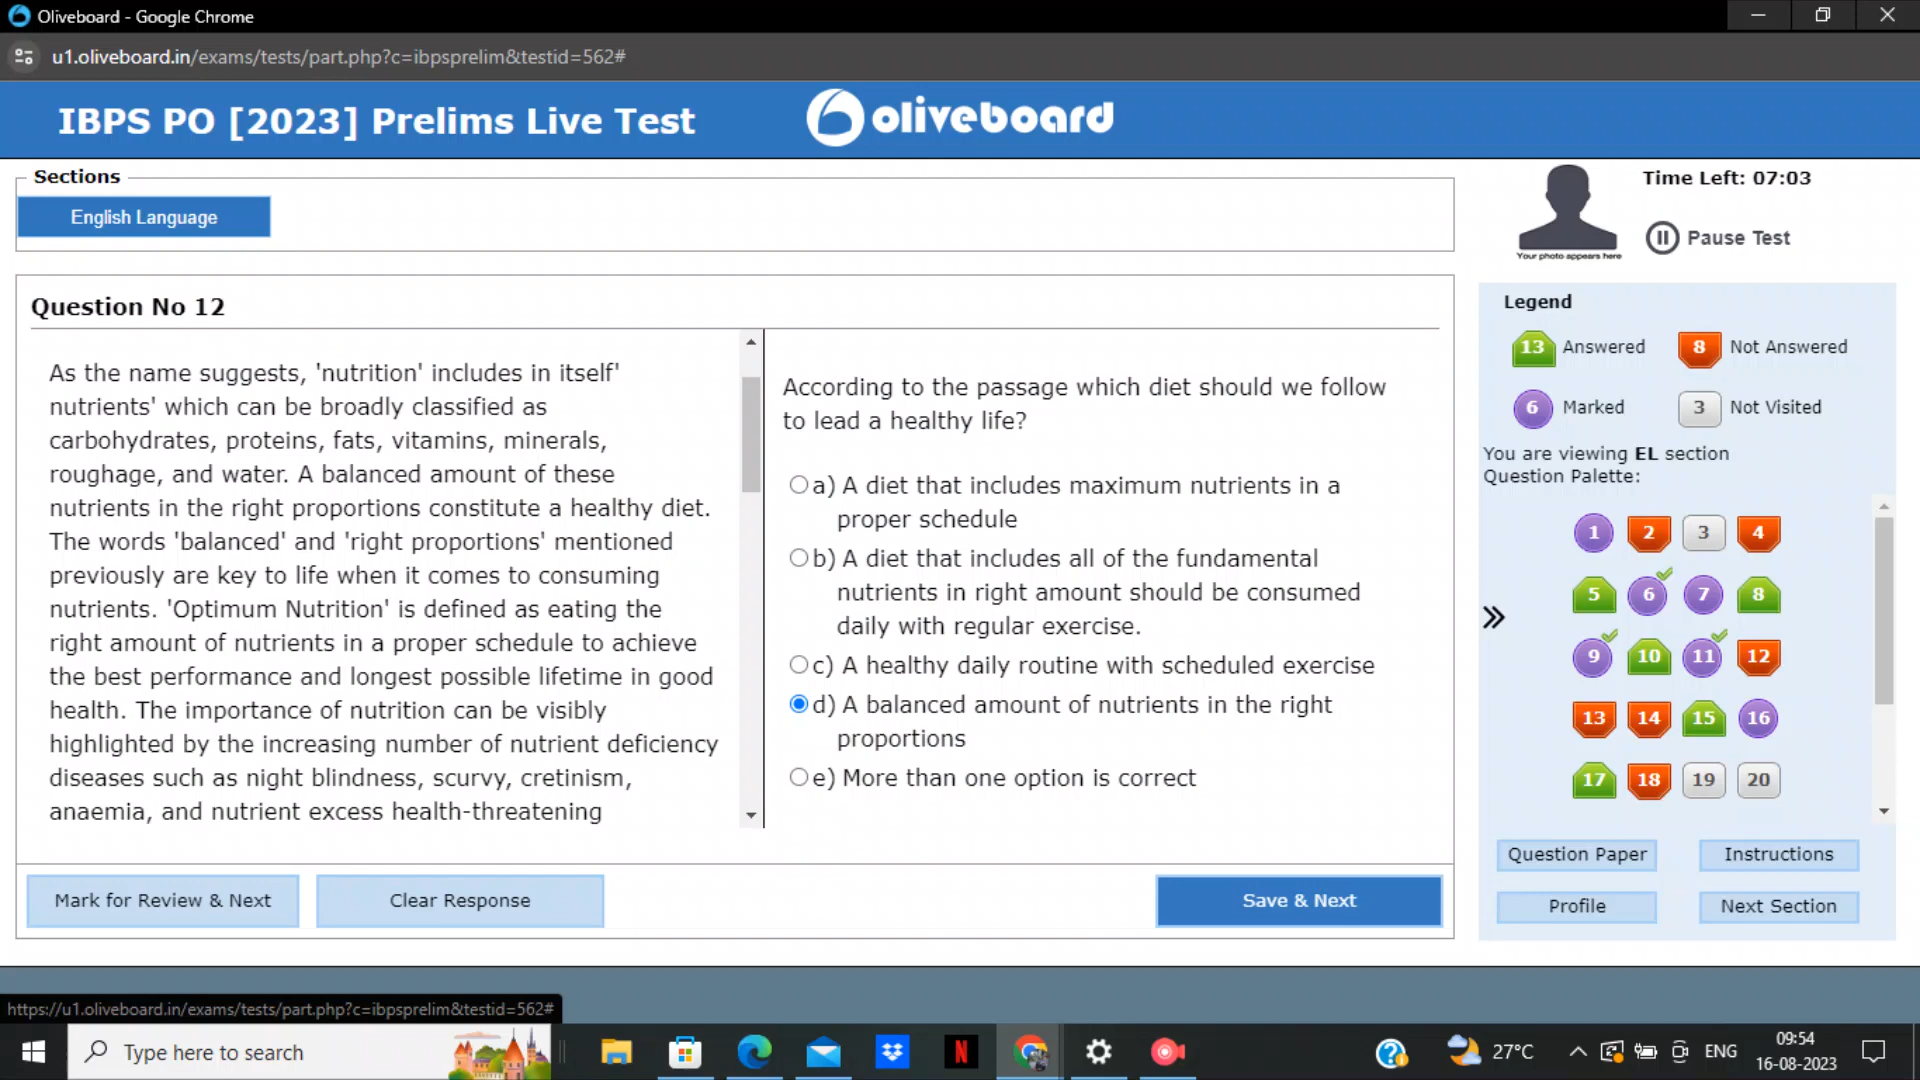 Oliveboard - Google Chrome
u1.oliveboard.in/exams/tests/part.php?c=ibpsprelim&testid=562#
IBPS PO [2023] Prelims Live Test
oliveboard
Sections
English Language
Time Left: 07:03
Pause Test
Your photo appears here
Question No 12
As the name suggests, 'nutrition' includes in itself'
nutrients' which can be broadly classified as
carbohydrates, proteins, fats, vitamins, minerals,
roughage, and water. A balanced amount of these
nutrients in the right proportions constitute a healthy diet.
The words 'balanced' and 'right proportions' mentioned
previously are key to life when it comes to consuming
nutrients. 'Optimum Nutrition' is defined as eating the
right amount of nutrients in a proper schedule to achieve
the best performance and longest possible lifetime in good
health. The importance of nutrition can be visibly
highlighted by the increasing number of nutrient deficiency
diseases such as night blindness, scurvy, cretinism,
anaemia, and nutrient excess health-threatening
According to the passage which diet should we follow
to lead a healthy life?
a) A diet that includes maximum nutrients in a
proper schedule
b) A diet that includes all of the fundamental
nutrients in right amount should be consumed
daily with regular exercise.
c) A healthy daily routine with scheduled exercise
d) A balanced amount of nutrients in the right
proportions
e) More than one option is correct
Mark for Review & Next
Clear Response
Save & Next
Legend
13 Answered
8 Not Answered
6 Marked
3 Not Visited
You are viewing EL section
Question Palette:
1 2 3 4
5 6 7 8
9 10 11 12
13 14 15 16
17 18 19 20
Question Paper
Instructions
Profile
Next Section
https://u1.oliveboard.in/exams/tests/part.php?c=ibpsprelim&testid=562#
Type here to search
N
27°C
ENG
09:54
16-08-2023